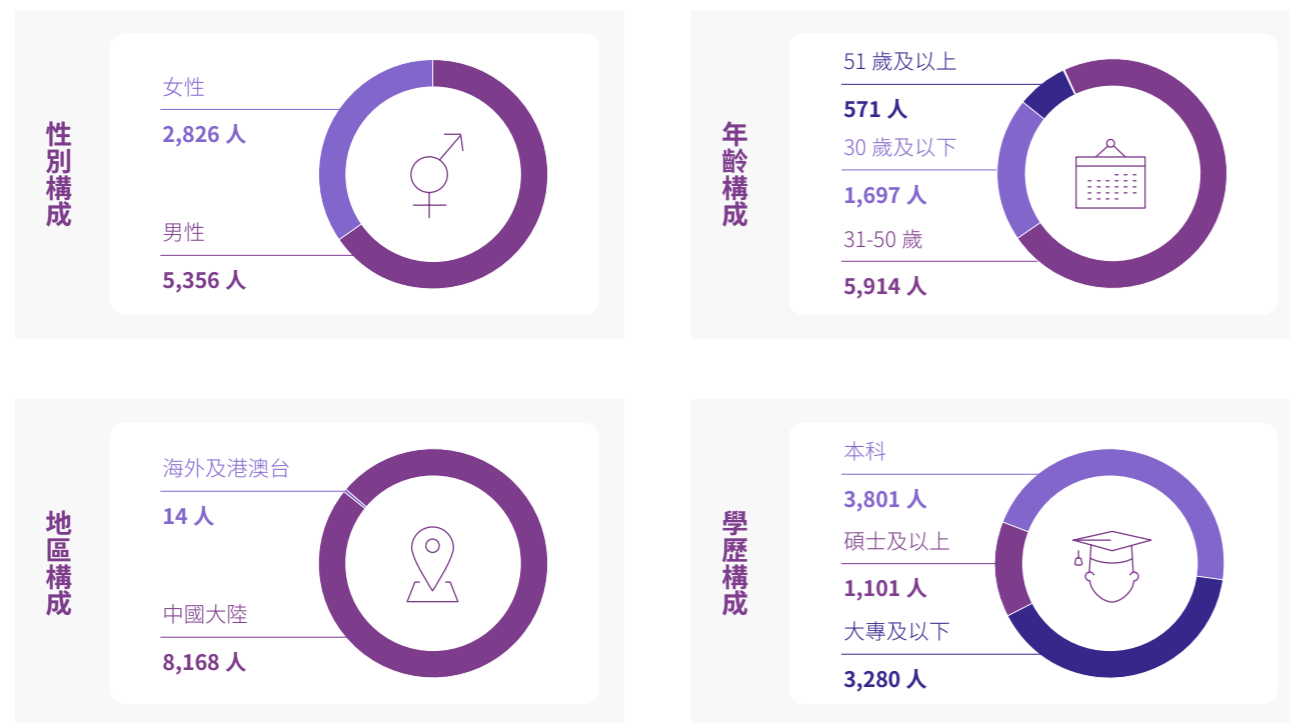 性別構成
女性
2,826 人
男性
5,356 人
年齡構成
51 歲及以上
571 人
30 歲及以下
1,697 人
31-50 歲
5,914 人
地區構成
海外及港澳台
14 人
中國大陸
8,168 人
學歷構成
本科
3,801 人
碩士及以上
1,101 人
大專及以下
3,280 人